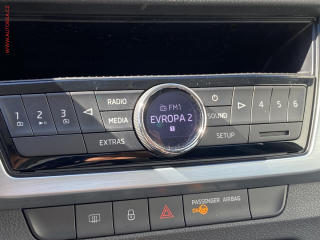 RADIO
MEDIA
EXTRAS
FM1
EVROPA 2
SOUND
SETUP
1 2 3
4 5 6
PASSENGER AIRBAG